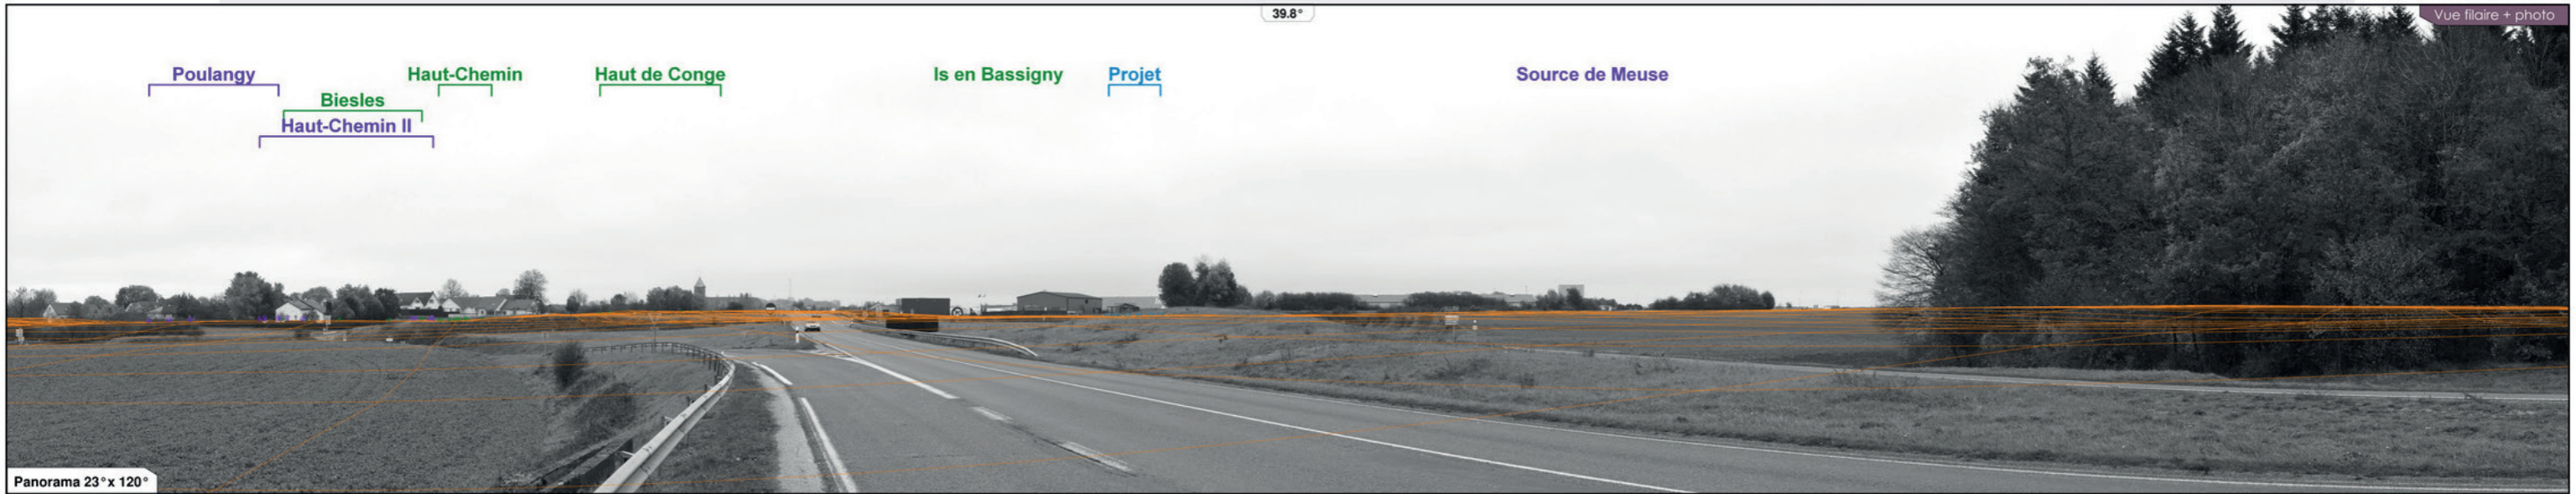 39.8°
Vue filaire + photo
Poulangy
Haut-Chemin
Haut de Conge
Is en Bassigny
Projet
Source de Meuse
Biesles
Haut-Chemin II
Panorama 23°x 120°